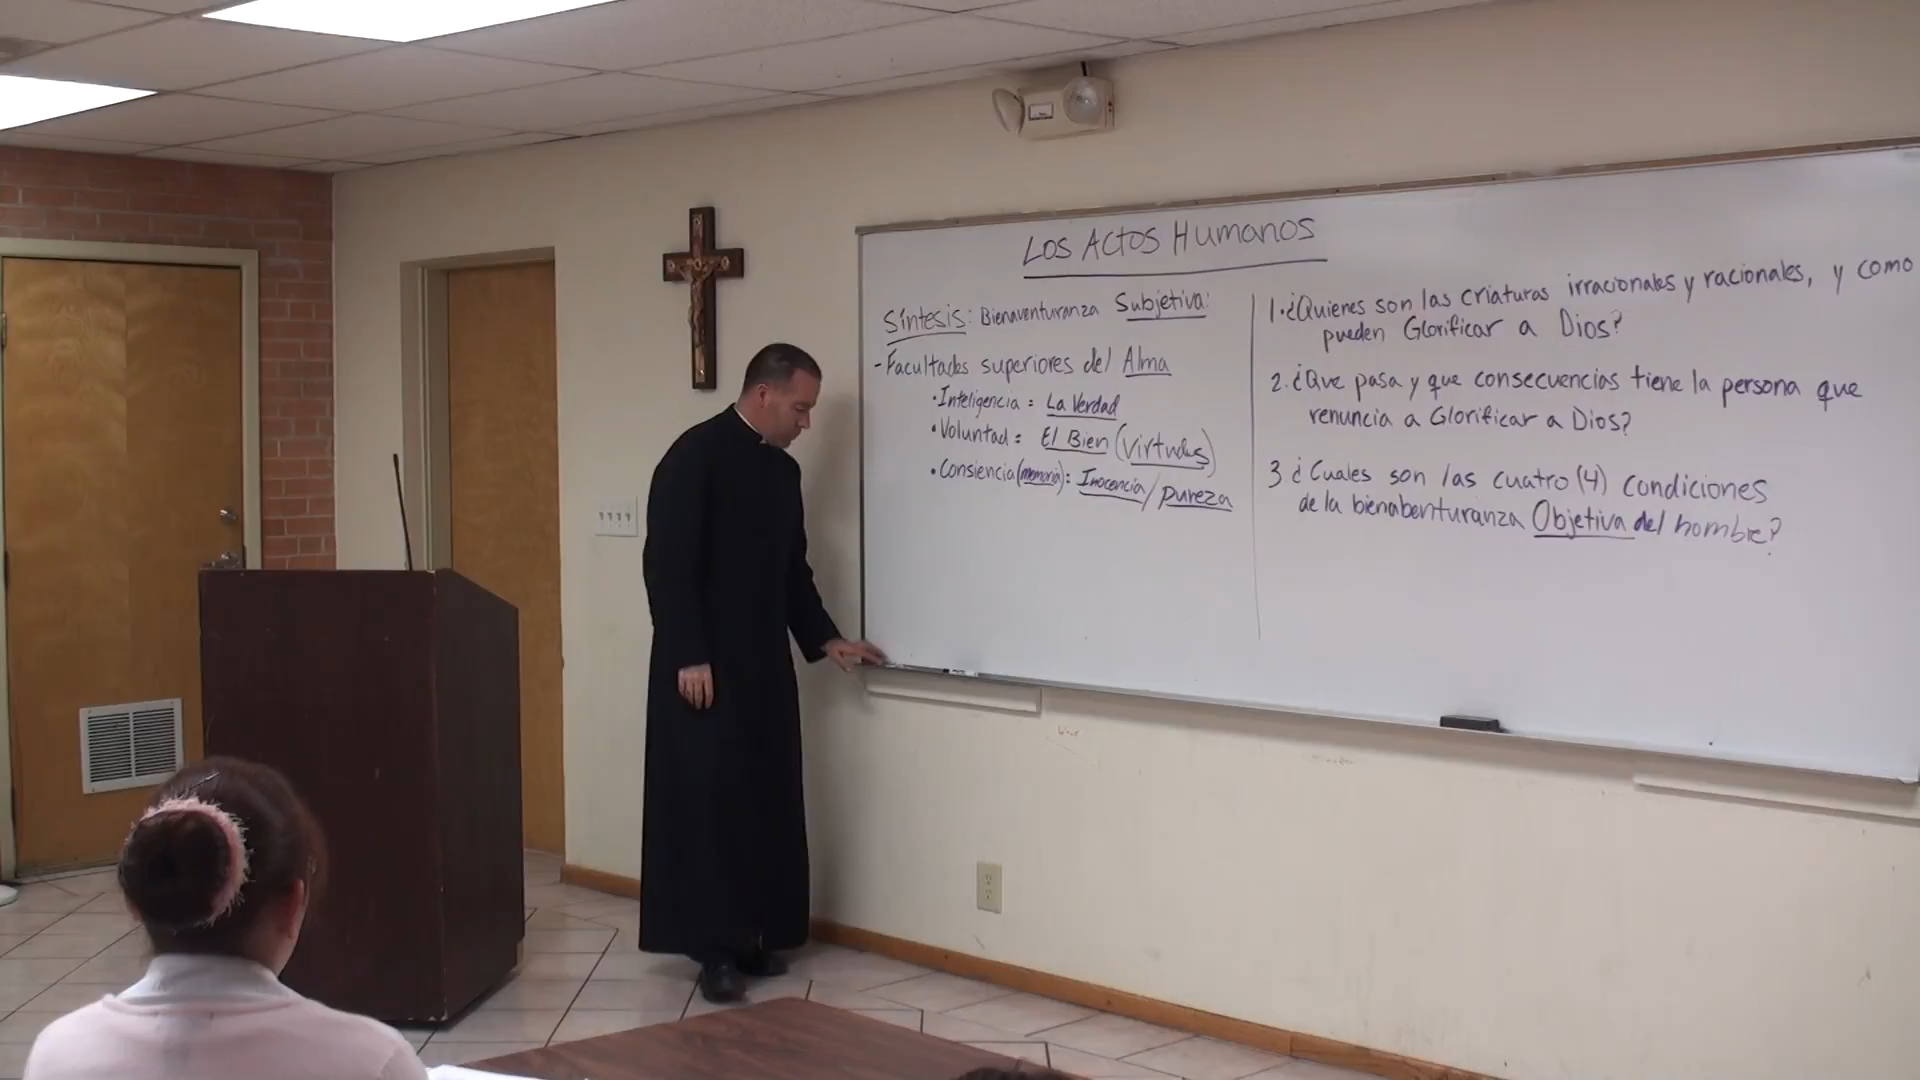 Los Actos Humanos
Síntesis: Bienaventuranza Subjetiva:
- Facultades superiores del Alma
• Inteligencia = La Verdad
• Voluntad = El Bien (Virtudes)
• Consiencia (memoria): Inocencia / pureza
1. ¿Quienes son las criaturas irracionales y racionales, y como
pueden Glorificar a Dios?
2. ¿Que pasa y que consecuencias tiene la persona que
renuncia a Glorificar a Dios?
3 ¿Cuales son las cuatro (4) condiciones
de la bienabenturanza Objetiva del hombre?